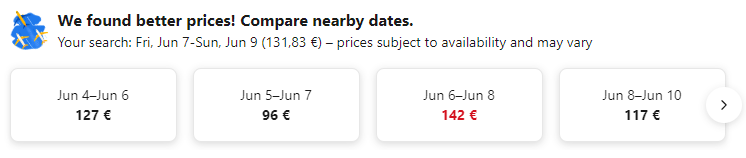 We found better prices! Compare nearby dates.
Your search: Fri, Jun 7-Sun, Jun 9 (131,83 €) – prices subject to availability and may vary
Jun 4–Jun 6
127 €
Jun 5–Jun 7
96 €
Jun 6–Jun 8
142 €
Jun 8–Jun 10
117 €